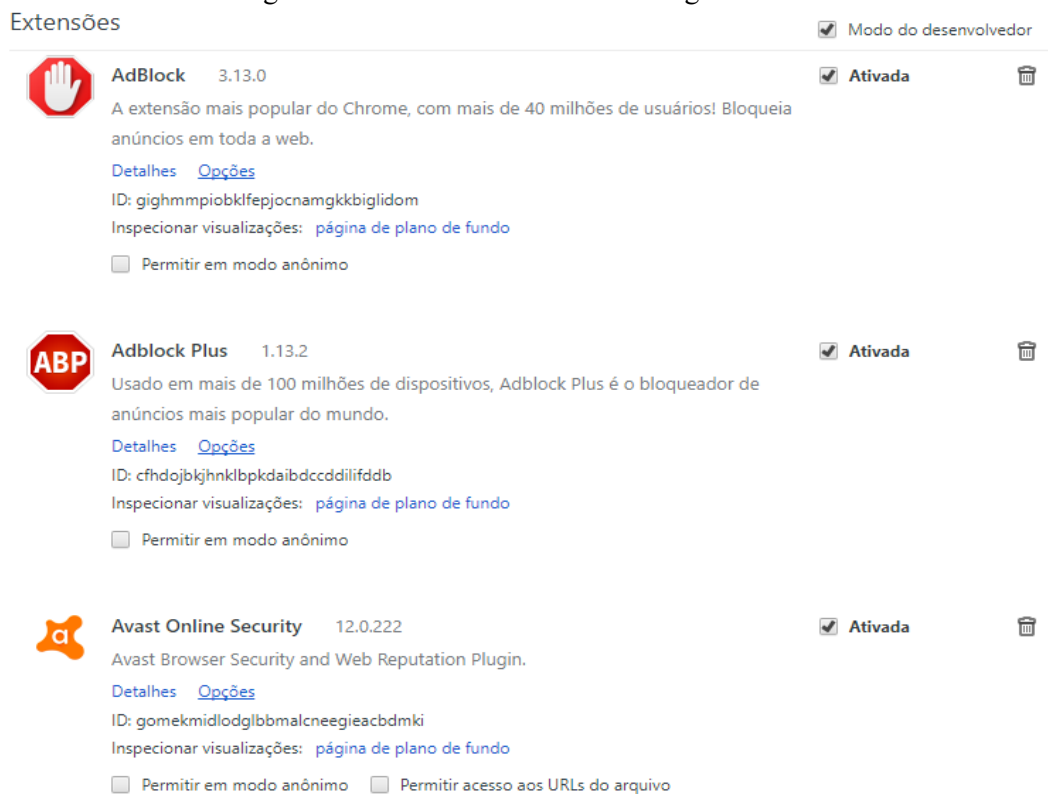 Extensões
Modo do desenvolvedor
AdBlock 3.13.0
Ativada
A extensão mais popular do Chrome, com mais de 40 milhões de usuários! Bloqueia
anúncios em toda a web.
Detalhes Opções
ID: gighmmpiobklfepjocnamgkkbiglidom
Inspecionar visualizações: página de plano de fundo
Permitir em modo anônimo
ABP
Adblock Plus 1.13.2
Ativada
Usado em mais de 100 milhões de dispositivos, Adblock Plus é o bloqueador de
anúncios mais popular do mundo.
Detalhes Opções
ID: cfhdojbkjhnklbpkdaibdccddilifddb
Inspecionar visualizações: página de plano de fundo
Permitir em modo anônimo
a
Avast Online Security 12.0.222
Ativada
Avast Browser Security and Web Reputation Plugin.
Detalhes Opções
ID: gomekmidlodglbbmalcneegieacbdmki
Inspecionar visualizações: página de plano de fundo
Permitir em modo anônimo Permitir acesso aos URLs do arquivo